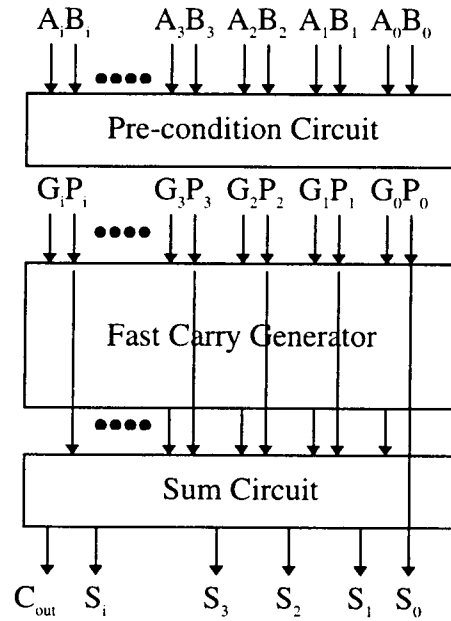 AᵢBᵢ A₃B₃ A₂B₂ A₁B₁ A₀B₀
Pre-condition Circuit
GᵢPᵢ G₃P₃ G₂P₂ G₁P₁ G₀P₀
Fast Carry Generator
Sum Circuit
C_out Sᵢ S₃ S₂ S₁ S₀